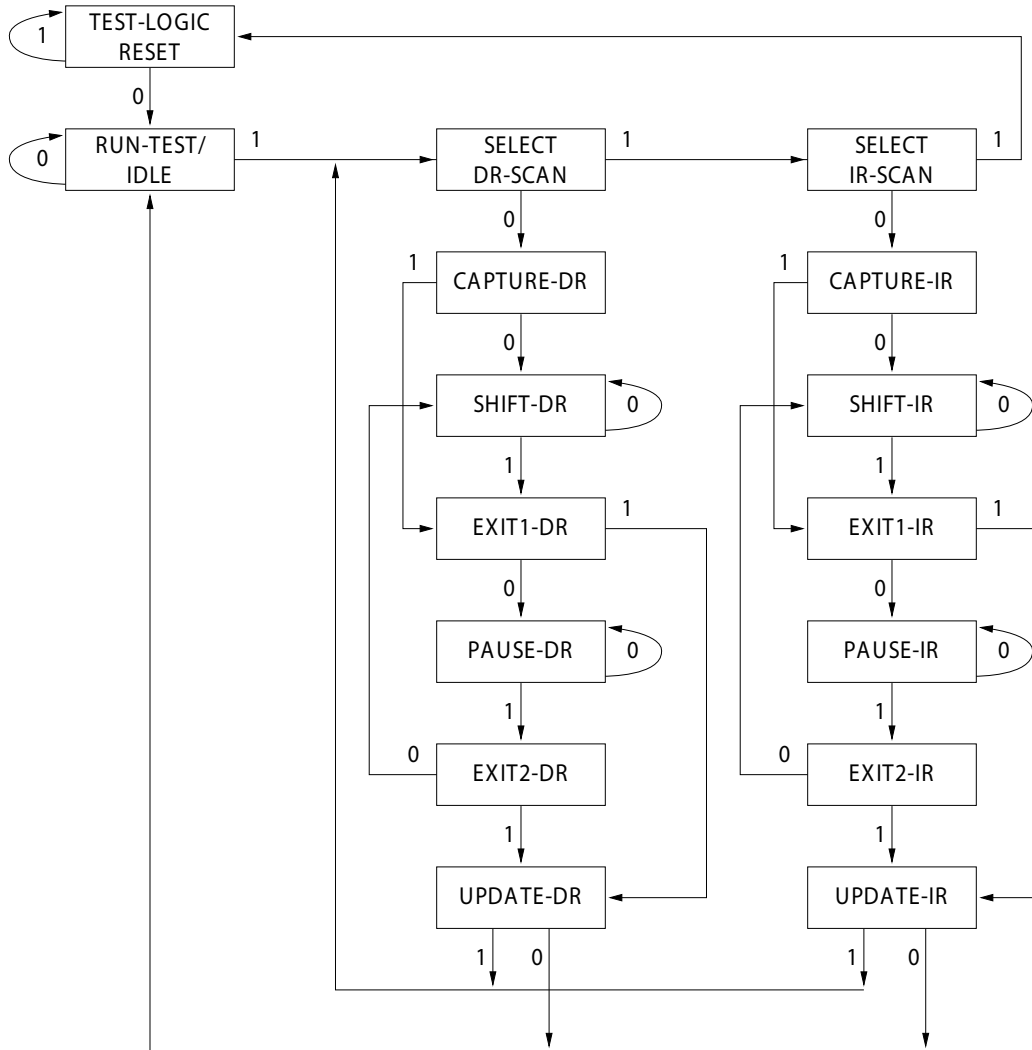 TEST-LOGIC
RESET
1
0
RUN-TEST/
IDLE
0
1
SELECT
DR-SCAN
1
SELECT
IR-SCAN
1
0
0
1
CAPTURE-DR
1
CAPTURE-IR
0
0
SHIFT-DR
0
SHIFT-IR
0
1
1
EXIT1-DR
1
EXIT1-IR
1
0
0
PAUSE-DR
0
PAUSE-IR
0
1
1
0
EXIT2-DR
0
EXIT2-IR
1
1
UPDATE-DR
UPDATE-IR
1
0
1
0